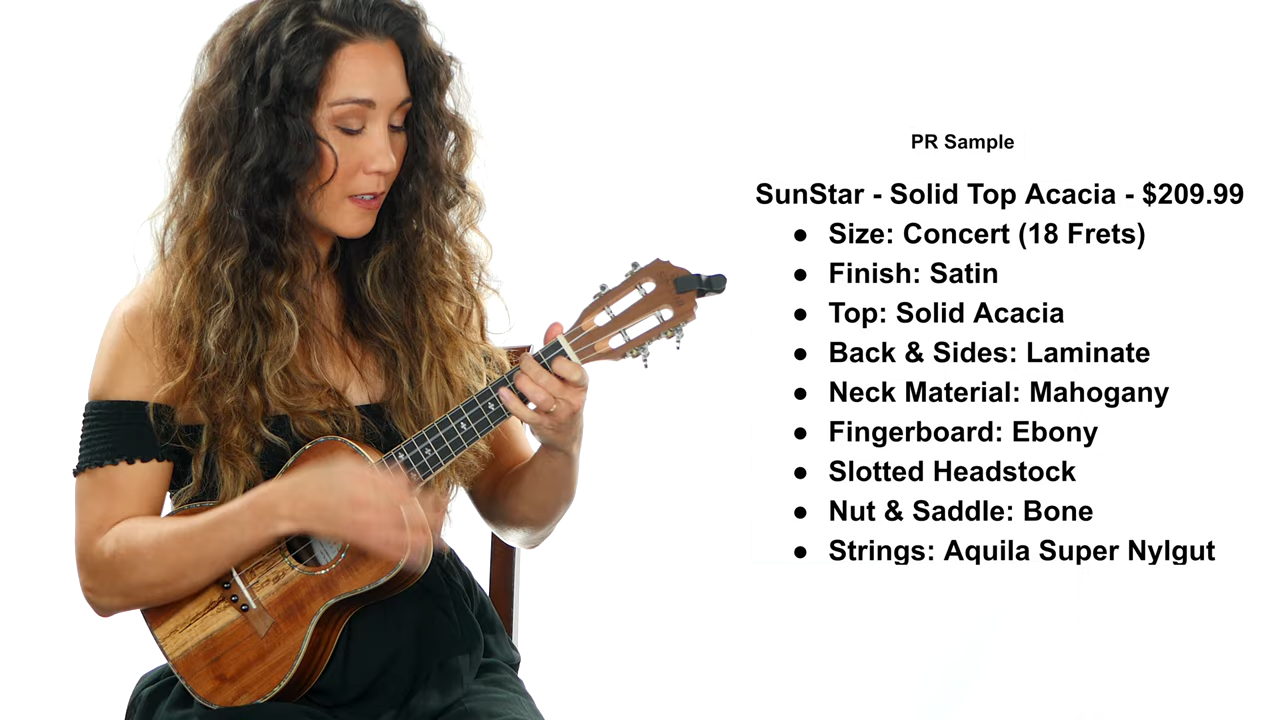 PR Sample
SunStar - Solid Top Acacia - $209.99
● Size: Concert (18 Frets)
● Finish: Satin
● Top: Solid Acacia
● Back & Sides: Laminate
● Neck Material: Mahogany
● Fingerboard: Ebony
● Slotted Headstock
● Nut & Saddle: Bone
● Strings: Aquila Super Nylgut